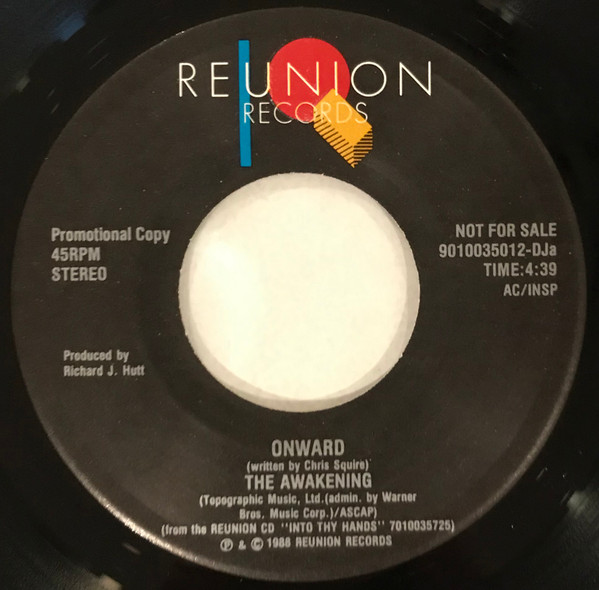 REUNION
RECORDS
Promotional Copy
45RPM
STEREO
NOT FOR SALE
9010035012-DJa
TIME:4:39
AC/INSP
Produced by
Richard J. Hutt
ONWARD
(written by Chris Squire)
THE AWAKENING
(Topographic Music, Ltd.(admin. by Warner
Bros. Music Corp.)/ASCAP)
(from the REUNION CD "INTO THY HANDS" 7010035725)
℗ & © 1988 REUNION RECORDS